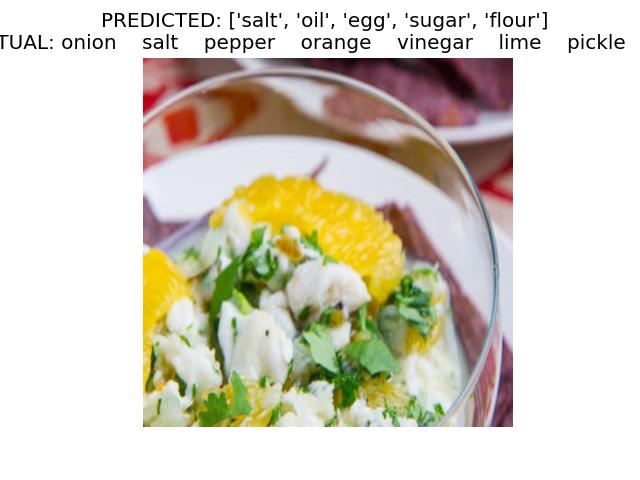 PREDICTED: ['salt', 'oil', 'egg', 'sugar', 'flour']
TUAL: onion salt pepper orange vinegar lime pickle